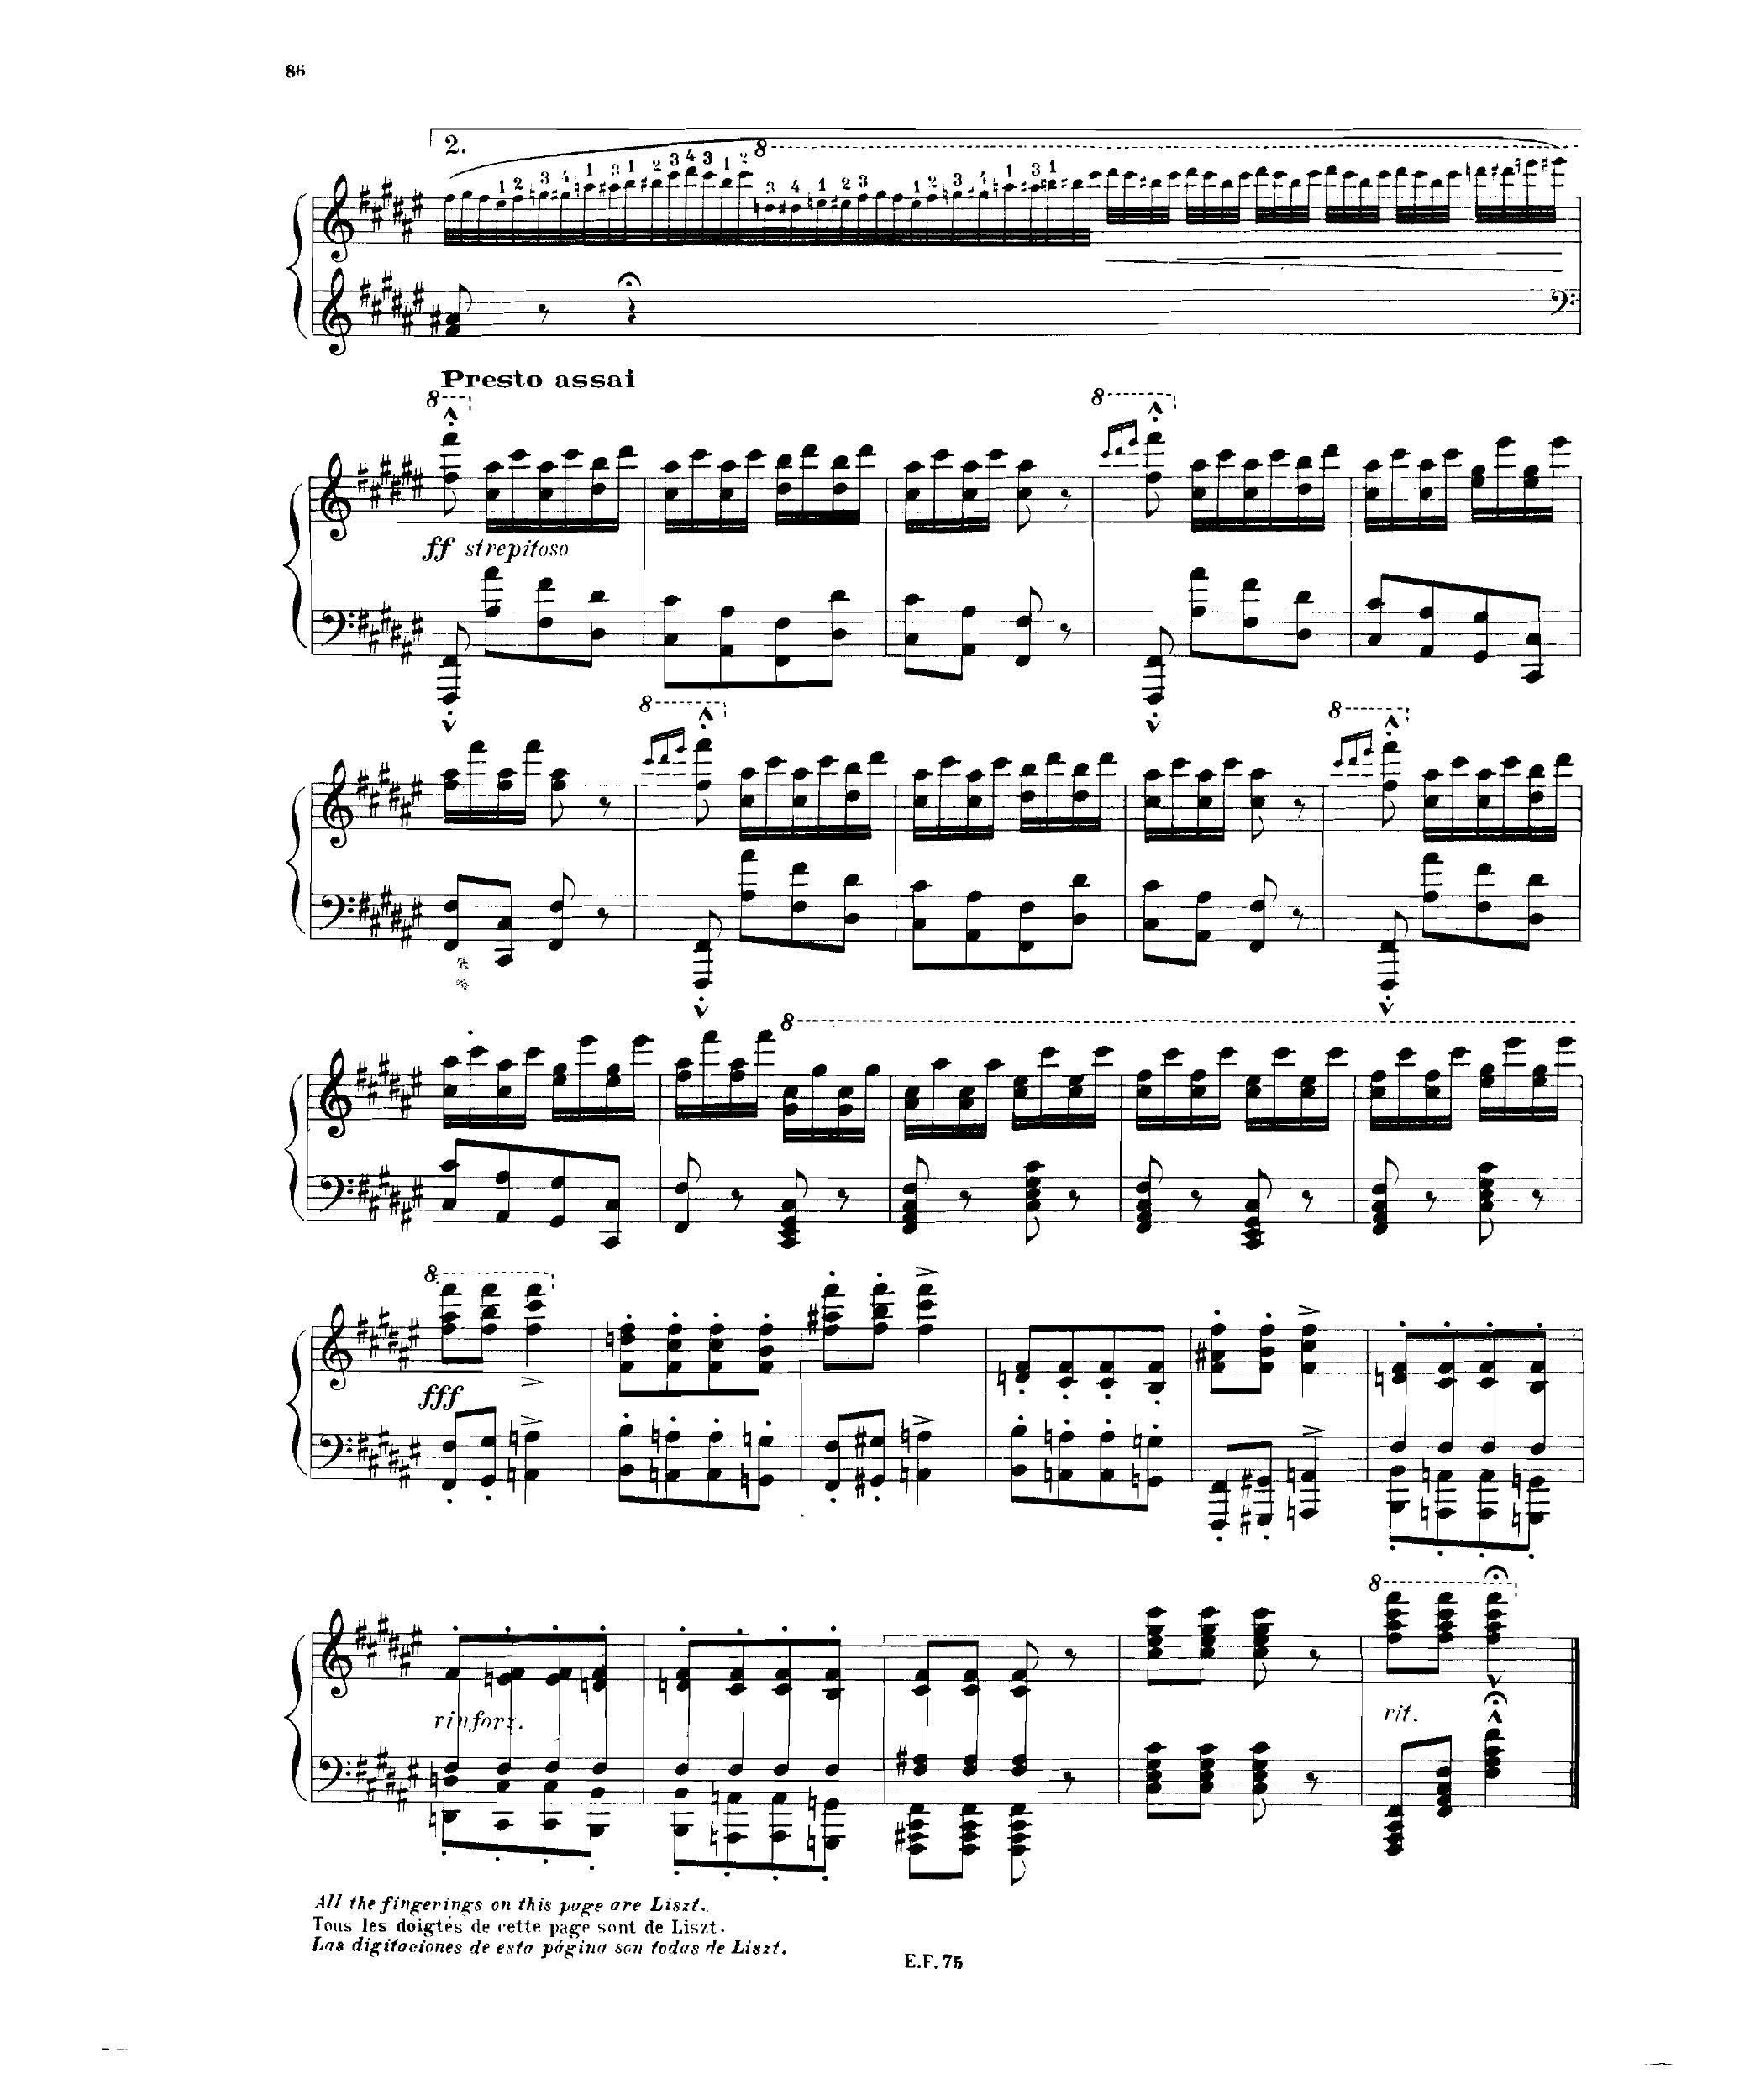 86
2.
1 2 3 4 1 3 1 2 3 4 3 1 2 8
3 4 1 2 3 1 2 3 4 1 3 1
Presto assai
8 8
ff strepitoso
8 8
8
8
fff
8
rinforz. rit.
All the fingerings on this page are Liszt.
Tous les doigtés de cette page sont de Liszt.
Las digitaciones de esta página son todas de Liszt.
E.F. 75